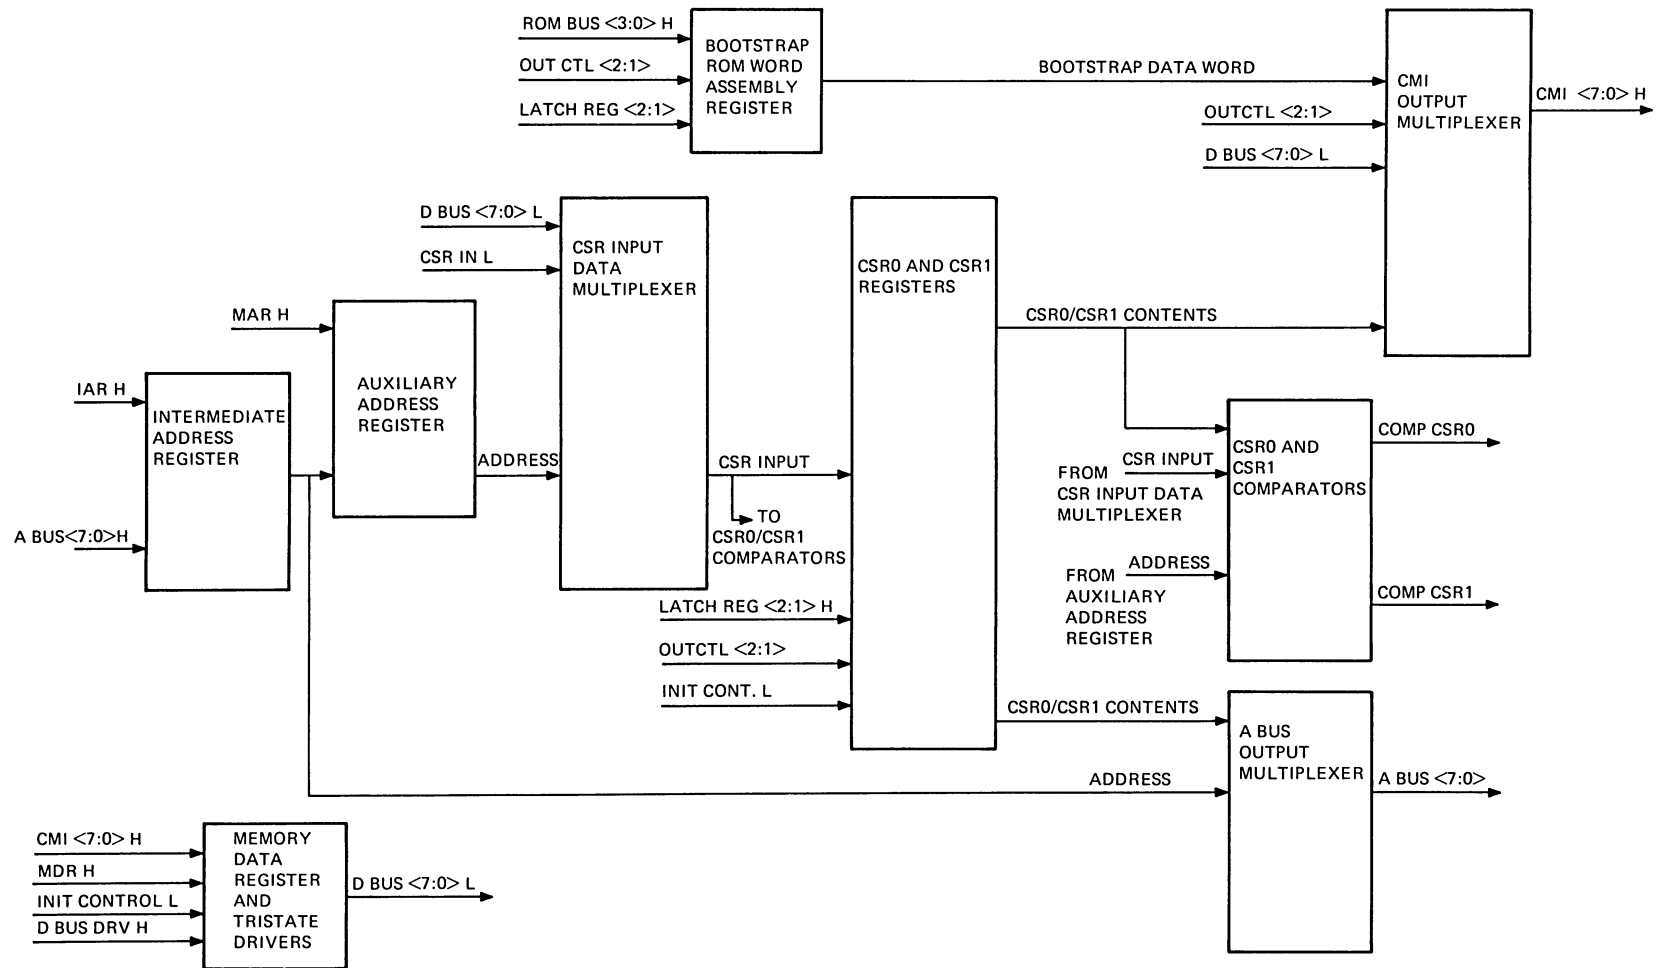 ROM BUS <3:0> H
OUT CTL <2:1>
LATCH REG <2:1>
BOOTSTRAP
ROM WORD
ASSEMBLY
REGISTER
BOOTSTRAP DATA WORD
OUTCTL <2:1>
D BUS <7:0> L
CMI
OUTPUT
MULTIPLEXER
CMI <7:0> H
D BUS <7:0> L
CSR IN L
CSR INPUT
DATA
MULTIPLEXER
CSR0 AND CSR1
REGISTERS
CSR0/CSR1 CONTENTS
MAR H
AUXILIARY
ADDRESS
REGISTER
IAR H
A BUS<7:0>H
INTERMEDIATE
ADDRESS
REGISTER
ADDRESS
CSR INPUT
TO
CSR0/CSR1
COMPARATORS
LATCH REG <2:1> H
OUTCTL <2:1>
INIT CONT. L
CSR INPUT
FROM
CSR INPUT DATA
MULTIPLEXER
ADDRESS
FROM
AUXILIARY
ADDRESS
REGISTER
CSR0 AND
CSR1
COMPARATORS
COMP CSR0
COMP CSR1
CSR0/CSR1 CONTENTS
ADDRESS
A BUS
OUTPUT
MULTIPLEXER
A BUS <7:0>
CMI <7:0> H
MDR H
INIT CONTROL L
D BUS DRV H
MEMORY
DATA
REGISTER
AND
TRISTATE
DRIVERS
D BUS <7:0> L